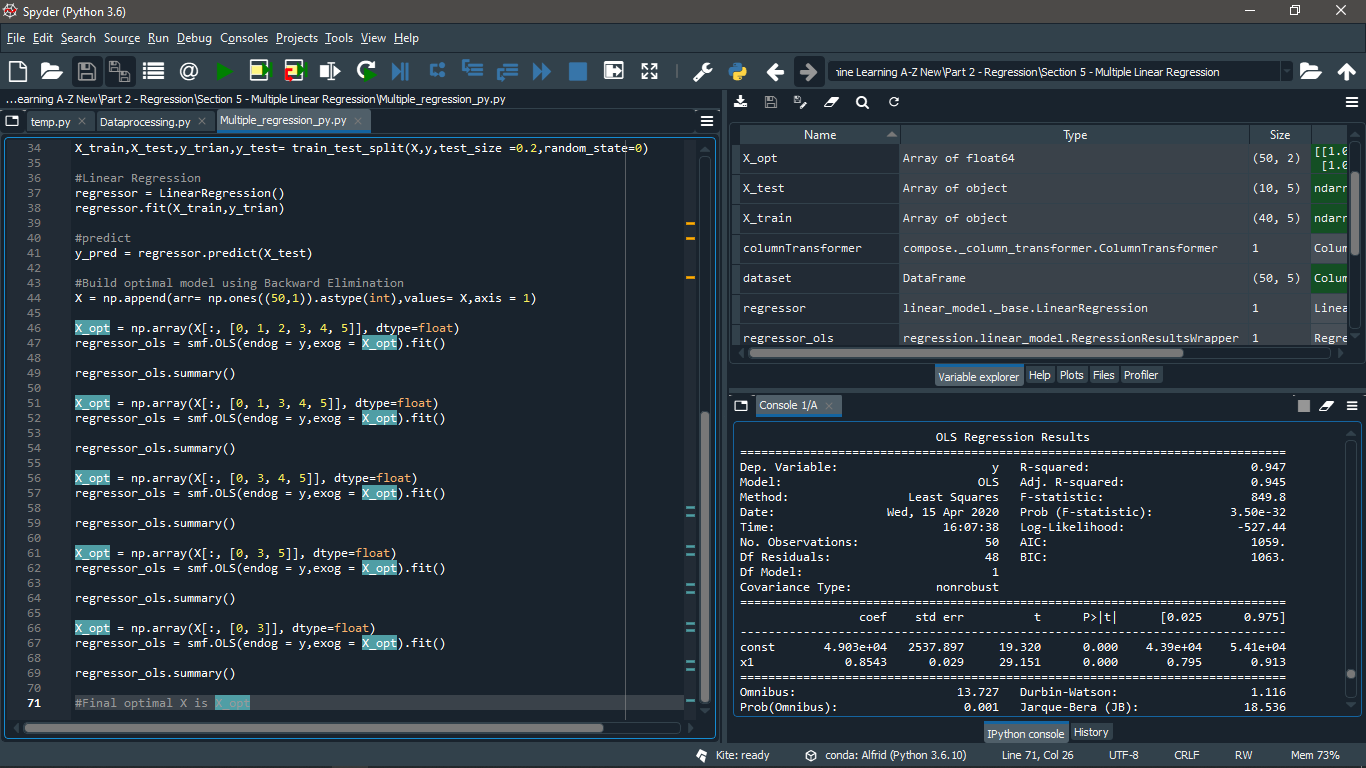 Spyder (Python 3.6)
File Edit Search Source Run Debug Consoles Projects Tools View Help
ine Learning A-Z New\Part 2 - Regression\Section 5 - Multiple Linear Regression
...earning A-Z New\Part 2 - Regression\Section 5 - Multiple Linear Regression\Multiple_regression_py.py
temp.py Dataprocessing.py Multiple_regression_py.py
34 X_train,X_test,y_trian,y_test= train_test_split(X,y,test_size =0.2,random_state=0)
35
36 #Linear Regression
37 regressor = LinearRegression()
38 regressor.fit(X_train,y_trian)
39
40 #predict
41 y_pred = regressor.predict(X_test)
42
43 #Build optimal model using Backward Elimination
44 X = np.append(arr= np.ones((50,1)).astype(int),values= X,axis = 1)
45
46 X_opt = np.array(X[:, [0, 1, 2, 3, 4, 5]], dtype=float)
47 regressor_ols = smf.OLS(endog = y,exog = X_opt).fit()
48
49 regressor_ols.summary()
50
51 X_opt = np.array(X[:, [0, 1, 3, 4, 5]], dtype=float)
52 regressor_ols = smf.OLS(endog = y,exog = X_opt).fit()
53
54 regressor_ols.summary()
55
56 X_opt = np.array(X[:, [0, 3, 4, 5]], dtype=float)
57 regressor_ols = smf.OLS(endog = y,exog = X_opt).fit()
58
59 regressor_ols.summary()
60
61 X_opt = np.array(X[:, [0, 3, 5]], dtype=float)
62 regressor_ols = smf.OLS(endog = y,exog = X_opt).fit()
63
64 regressor_ols.summary()
65
66 X_opt = np.array(X[:, [0, 3]], dtype=float)
67 regressor_ols = smf.OLS(endog = y,exog = X_opt).fit()
68
69 regressor_ols.summary()
70
71 #Final optimal X is X_opt
Name Type Size
X_opt Array of float64 (50, 2) [[1.0
[1.0
X_test Array of object (10, 5) ndarr
X_train Array of object (40, 5) ndarr
columnTransformer compose._column_transformer.ColumnTransformer 1 Colum
dataset DataFrame (50, 5) Colum
regressor linear_model._base.LinearRegression 1 Linea
regressor_ols regression.linear_model.RegressionResultsWrapper 1 Regre
Variable explorer Help Plots Files Profiler
Console 1/A
OLS Regression Results
==============================================================================
Dep. Variable: y R-squared: 0.947
Model: OLS Adj. R-squared: 0.945
Method: Least Squares F-statistic: 849.8
Date: Wed, 15 Apr 2020 Prob (F-statistic): 3.50e-32
Time: 16:07:38 Log-Likelihood: -527.44
No. Observations: 50 AIC: 1059.
Df Residuals: 48 BIC: 1063.
Df Model: 1
Covariance Type: nonrobust
==============================================================================
coef std err t P>|t| [0.025 0.975]
------------------------------------------------------------------------------
const 4.903e+04 2537.897 19.320 0.000 4.39e+04 5.41e+04
x1 0.8543 0.029 29.151 0.000 0.795 0.913
==============================================================================
Omnibus: 13.727 Durbin-Watson: 1.116
Prob(Omnibus): 0.001 Jarque-Bera (JB): 18.536
IPython console History
Kite: ready conda: Alfrid (Python 3.6.10) Line 71, Col 26 UTF-8 CRLF RW Mem 73%